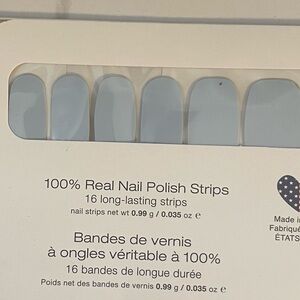 100% Real Nail Polish Strips
16 long-lasting strips
nail strips net wt 0.99 g / 0.035 oz ℮
Made in
Fabriqué
ÉTATS
Bandes de vernis
à ongles véritable à 100%
16 bandes de longue durée
Poids net des bandes de vernis 0.99 g / 0.035 oz ℮